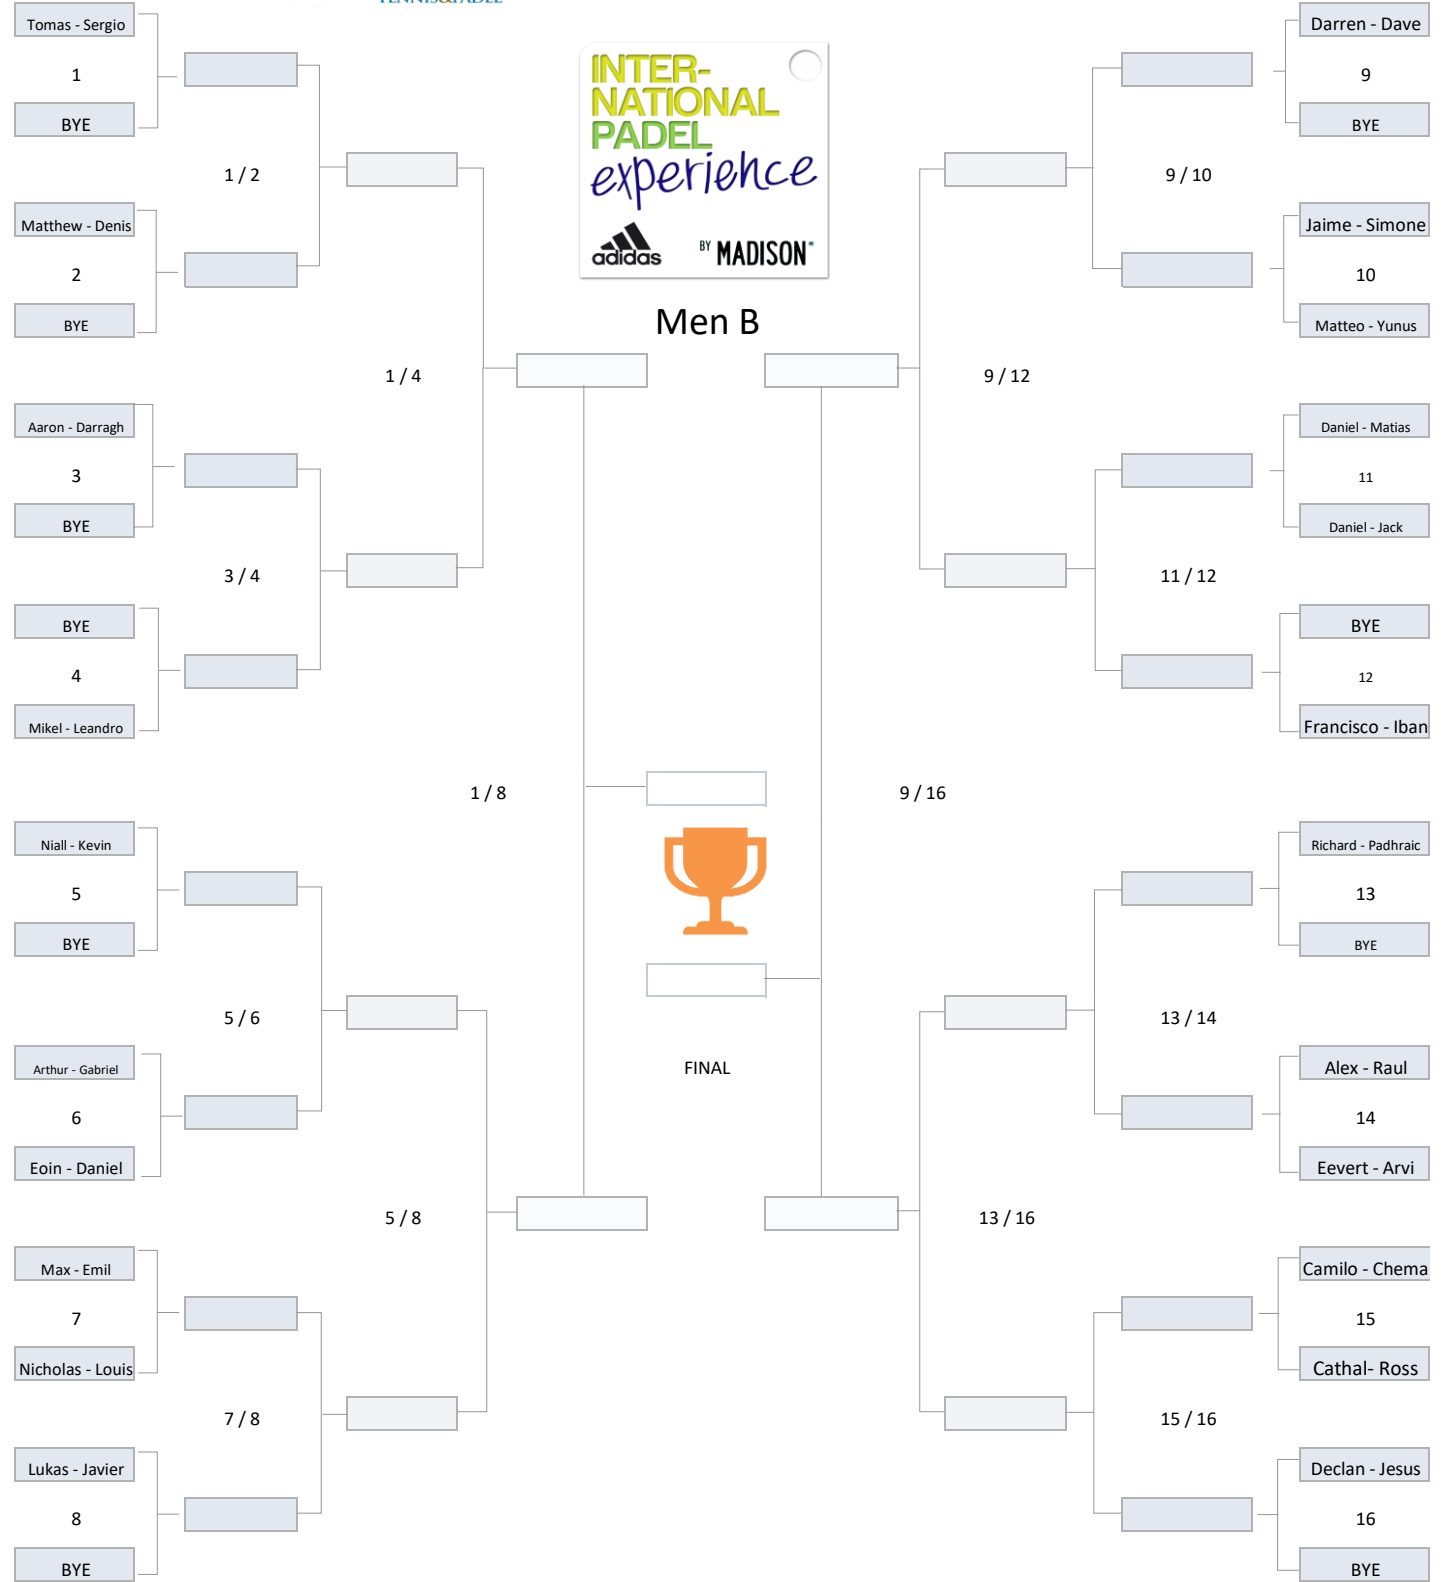 TENNIS&PADEL
Tomas - Sergio
1
BYE
1 / 2
Matthew - Denis
2
BYE
1 / 4
Aaron - Darragh
3
BYE
3 / 4
BYE
4
Mikel - Leandro
1 / 8
Niall - Kevin
5
BYE
5 / 6
Arthur - Gabriel
6
Eoin - Daniel
5 / 8
Max - Emil
7
Nicholas - Louis
7 / 8
Lukas - Javier
8
BYE
INTER-
NATIONAL
PADEL
experience
adidas
BY MADISON
Men B
FINAL
Darren - Dave
9
BYE
9 / 10
Jaime - Simone
10
Matteo - Yunus
9 / 12
Daniel - Matias
11
Daniel - Jack
11 / 12
BYE
12
Francisco - Iban
9 / 16
Richard - Padhraic
13
BYE
13 / 14
Alex - Raul
14
Eevert - Arvi
13 / 16
Camilo - Chema
15
Cathal- Ross
15 / 16
Declan - Jesus
16
BYE